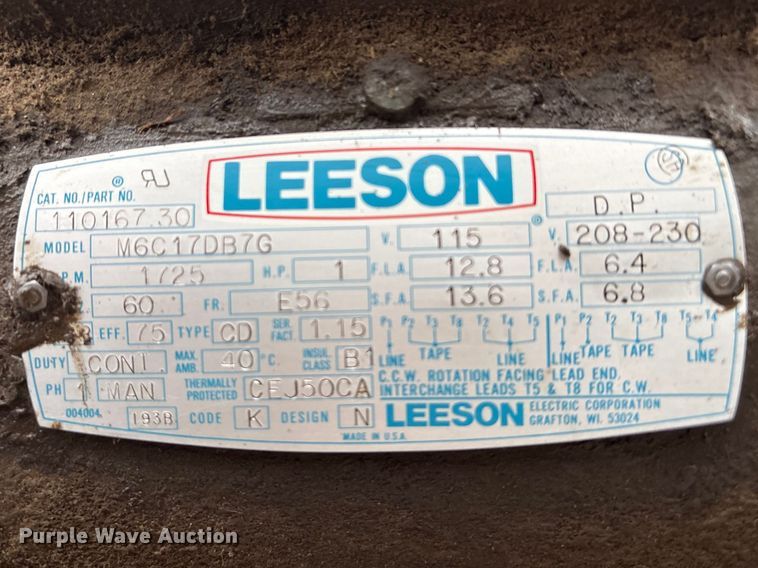 LEESON
CAT. NO./PART NO.
110167.30
D.P.
MODEL M6C17DB7G V. 115 V. 208-230
P.M. 1725 H.P. 1 F.L.A. 12.8 F.L.A. 6.4
60 FR. E56 S.F.A. 13.6 S.F.A. 6.8
EFF. 75 TYPE CD SER. FACT. 1.15 P1 P2 T3 T8 T2 T4 T5 P1 P2 T3 T8 T5 T4
LINE TAPE LINE LINE TAPE LINE
DUTY CONT. MAX. AMB. 40 °C. INSUL. CLASS B1
C.C.W. ROTATION FACING LEAD END.
PH 1 MAN THERMALLY PROTECTED CEJ50CA INTERCHANGE LEADS T5 & T8 FOR C.W.
004004 193B CODE K DESIGN N LEESON ELECTRIC CORPORATION
GRAFTON, WI. 53024
MADE IN U.S.A.
Purple Wave Auction